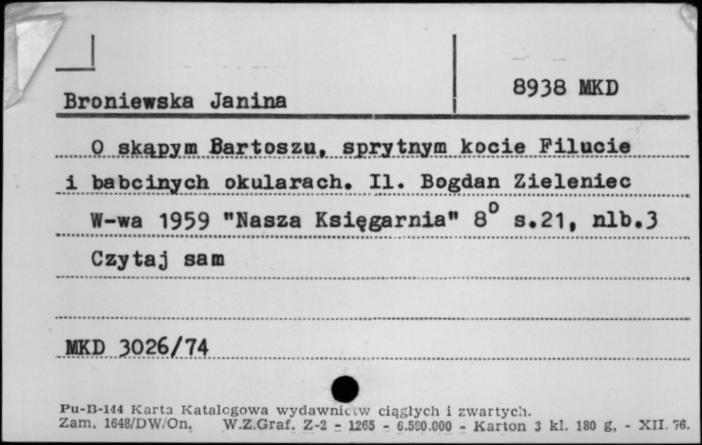 8938 MKD
Broniewska Janina
O skąpym Bartoszu, sprytnym kocie Filucie
i babcinych okularach. Il. Bogdan Zieleniec
W-wa 1959 "Nasza Księgarnia" 8° s.21, nlb.3
Czytaj sam
MKD 3026/74
Pu-B-144 Karta Katalogowa wydawnictw ciągłych i zwartych.
Zam. 1648/DW/On. W.Z.Graf. Z-2 - 1265 - 6.500.000 - Karton 3 kl. 180 g. - XII. 76.